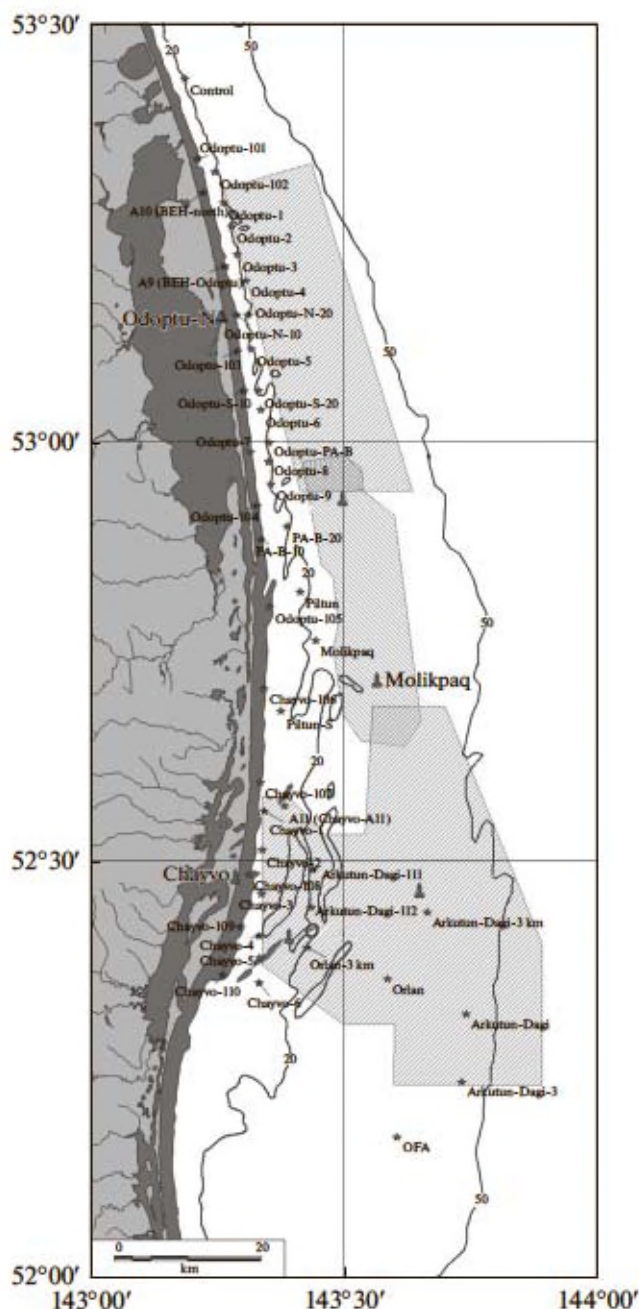 53°30′
20
50
Control
Odoptu-101
Odoptu-102
A10 (BEH-north)
Odoptu-1
Odoptu-2
Odoptu-3
A9 (BEH-Odoptu)
Odoptu-4
Odoptu-N
Odoptu-N-20
Odoptu-N-10
50
Odoptu-103
Odoptu-5
Odoptu-S-10
Odoptu-S-20
Odoptu-6
53°00′
Odoptu-7
Odoptu-PA-B
Odoptu-8
Odoptu-9
Odoptu-104
PA-B-20
PA-B-10
20
Piltun
Odoptu-105
50
Molikpaq
Molikpaq
Chayvo-106
Piltun-S
20
Chayvo-107
A11 (Chayvo-A11)
Chayvo-1
52°30′
Chayvo
Chayvo-2
Arkutun-Dagi-111
Chayvo-108
Chayvo-3
Arkutun-Dagi-112
Arkutun-Dagi-3 km
Chayvo-109
Chayvo-4
Chayvo-5
Orlan-3 km
Chayvo-110
Orlan
Chayvo-6
Arkutun-Dagi
20
Arkutun-Dagi-3
OFA
50
0
20
km
52°00′
143°00′
143°30′
144°00′